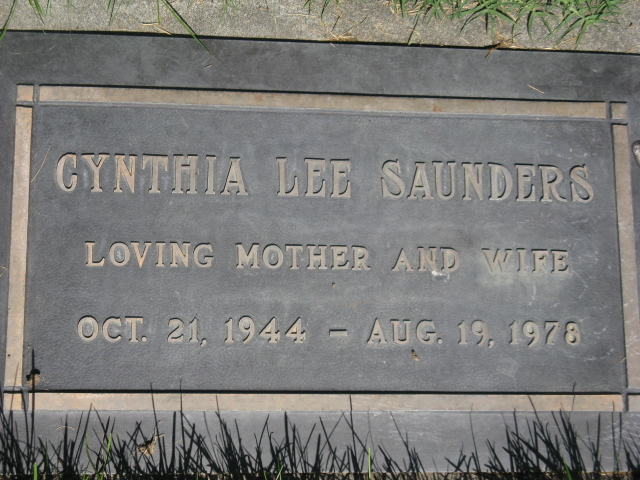 CYNTHIA LEE SAUNDERS
LOVING MOTHER AND WIFE
OCT. 21, 1944 – AUG. 19, 1978